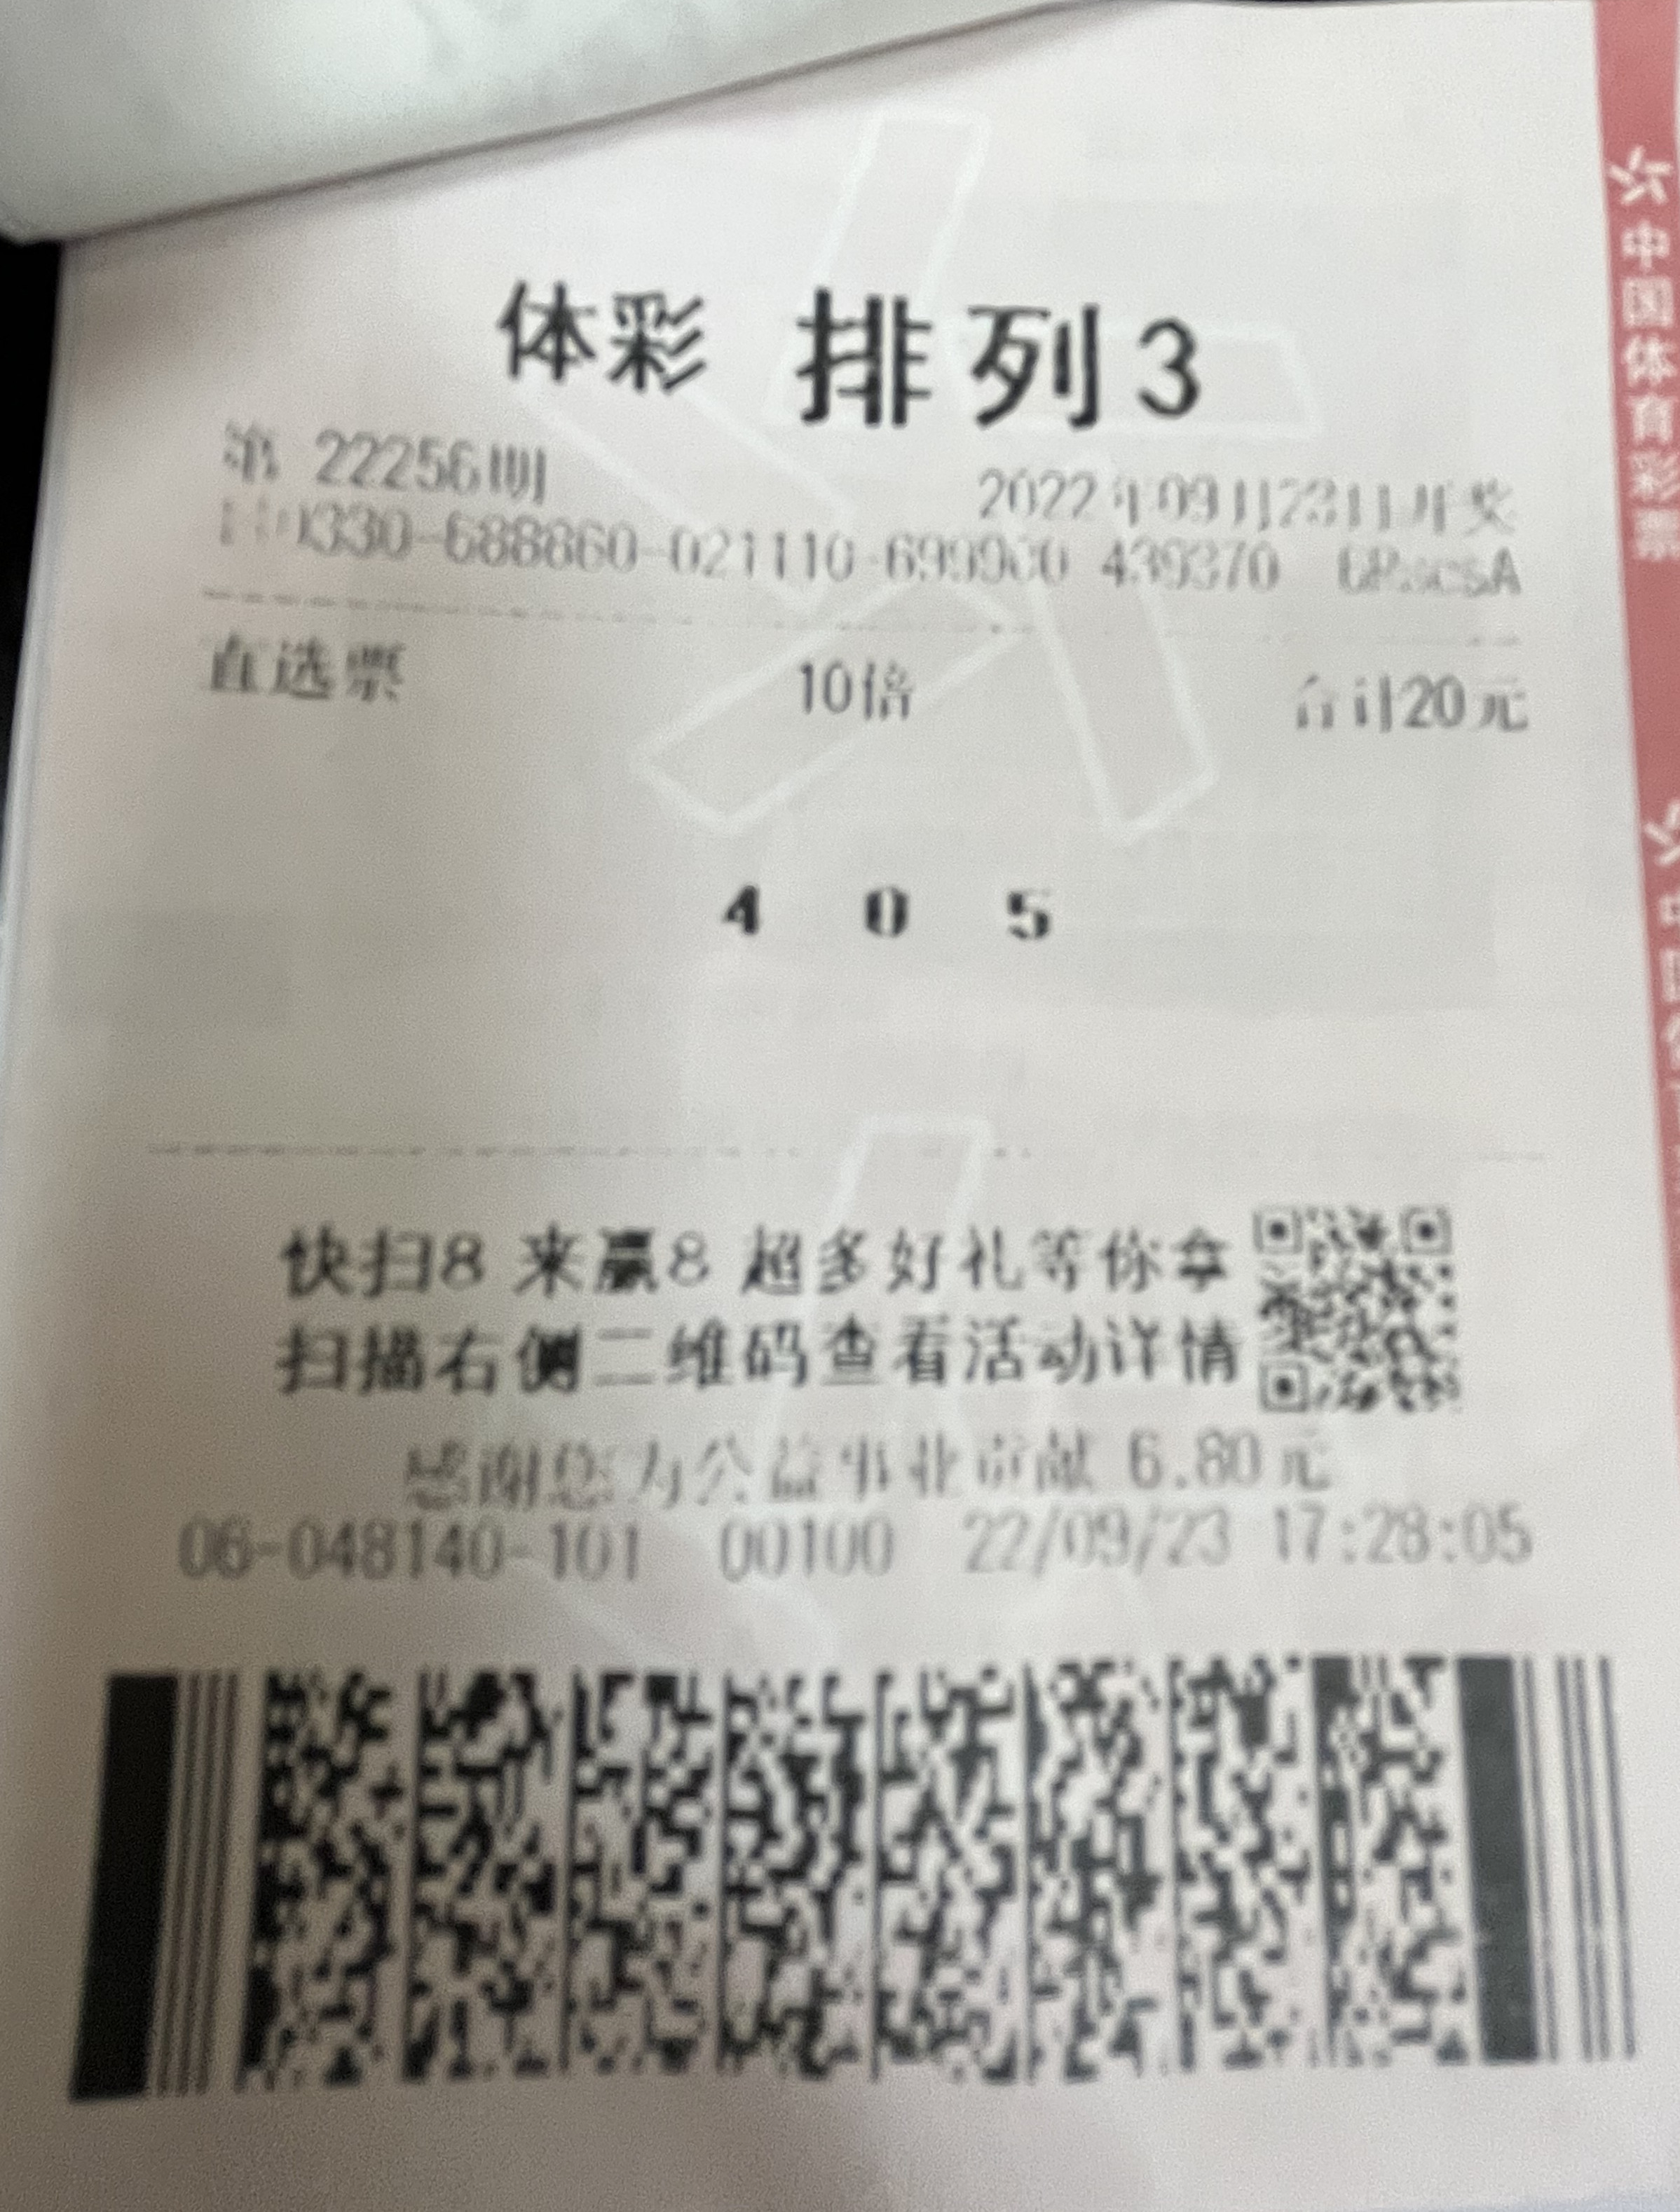 体彩 排列3
第 22256期
2022年09月23日开奖
330-688860-021110
直选票 10倍 合计20元
4 0 5
快扫8 来赢8 超多好礼等你拿
扫描右侧二维码查看活动详情
感谢您为公益事业贡献 6.80元
06-048140-101 00100 22/09/23 17:28:05
中国体育彩票
中国